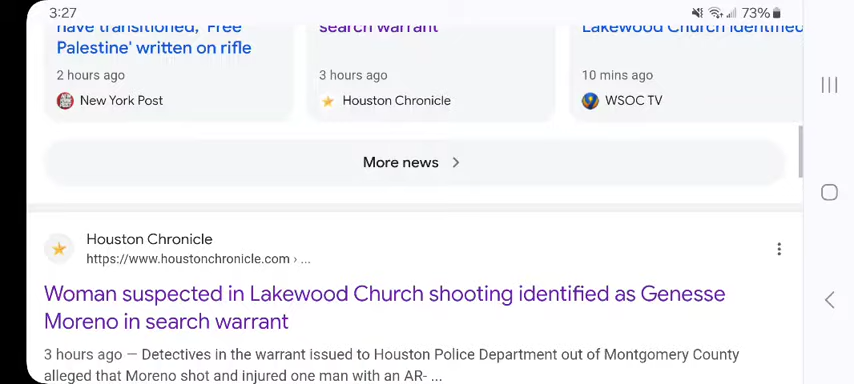 3:27
73%
have transitioned, 'Free
Palestine' written on rifle
2 hours ago
New York Post
search warrant
3 hours ago
Houston Chronicle
Lakewood Church identified
10 mins ago
WSOC TV
More news
Houston Chronicle
https://www.houstonchronicle.com › ...
Woman suspected in Lakewood Church shooting identified as Genesse
Moreno in search warrant
3 hours ago — Detectives in the warrant issued to Houston Police Department out of Montgomery County
alleged that Moreno shot and injured one man with an AR- ...